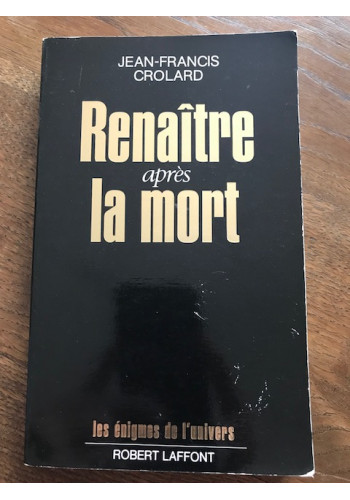 JEAN-FRANCIS
CROLARD
Renaître
après
la mort
les énigmes de l'univers
ROBERT LAFFONT